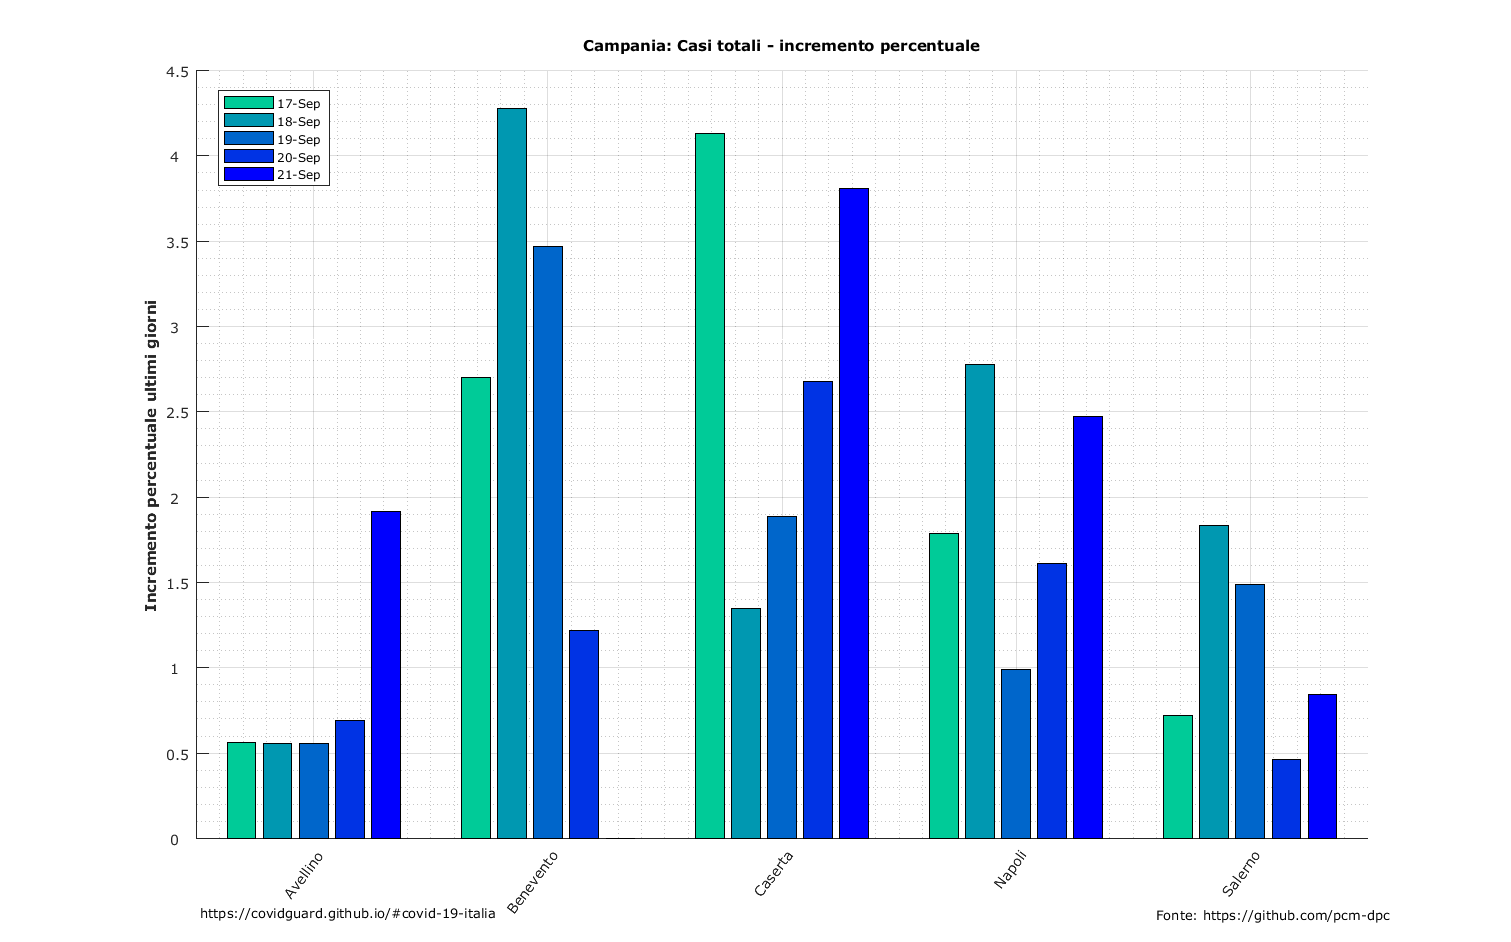 Campania: Casi totali - incremento percentuale
4.5
4
3.5
3
2.5
2
1.5
1
0.5
0
17-Sep
18-Sep
19-Sep
20-Sep
21-Sep
Incremento percentuale ultimi giorni
Avellino
Benevento
Caserta
Napoli
Salerno
https://covidguard.github.io/#covid-19-italia
Fonte: https://github.com/pcm-dpc